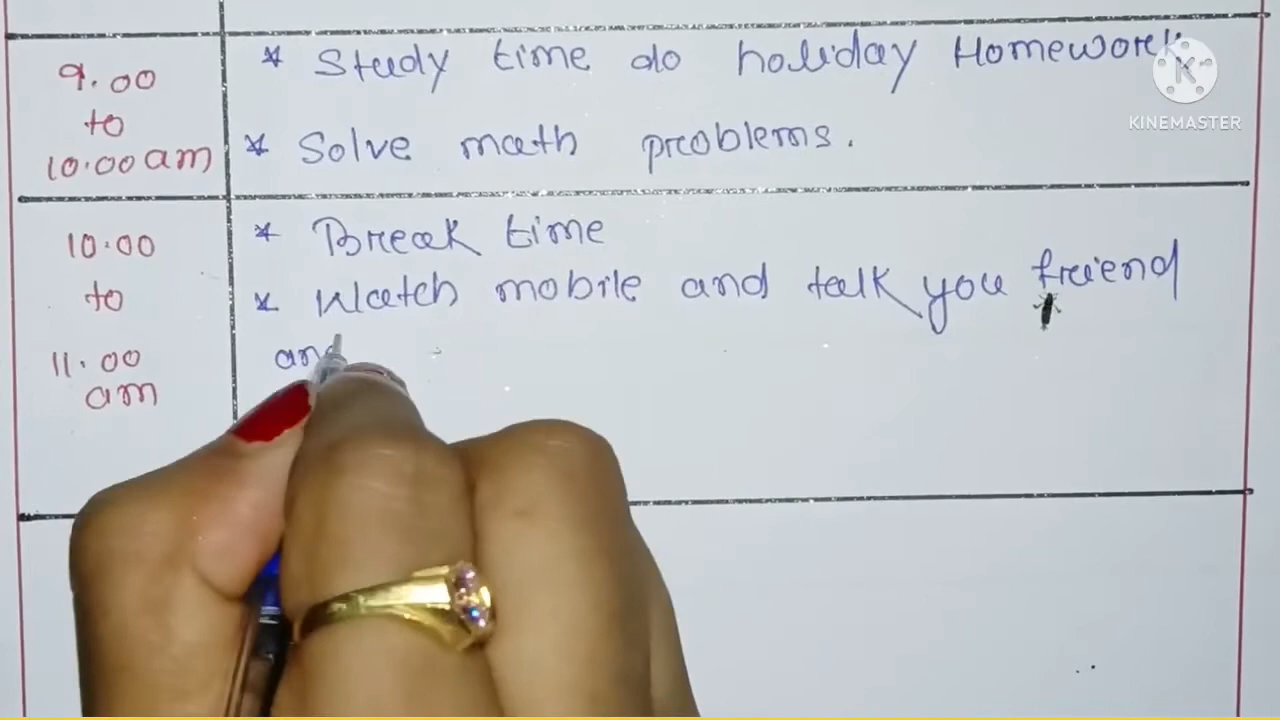 9.00
to
10.00 am
* Study time do holiday Homework
* Solve math problems.
10.00
to
11.00
am
* Break time
* Watch mobile and talk you friend
and
KINEMASTER